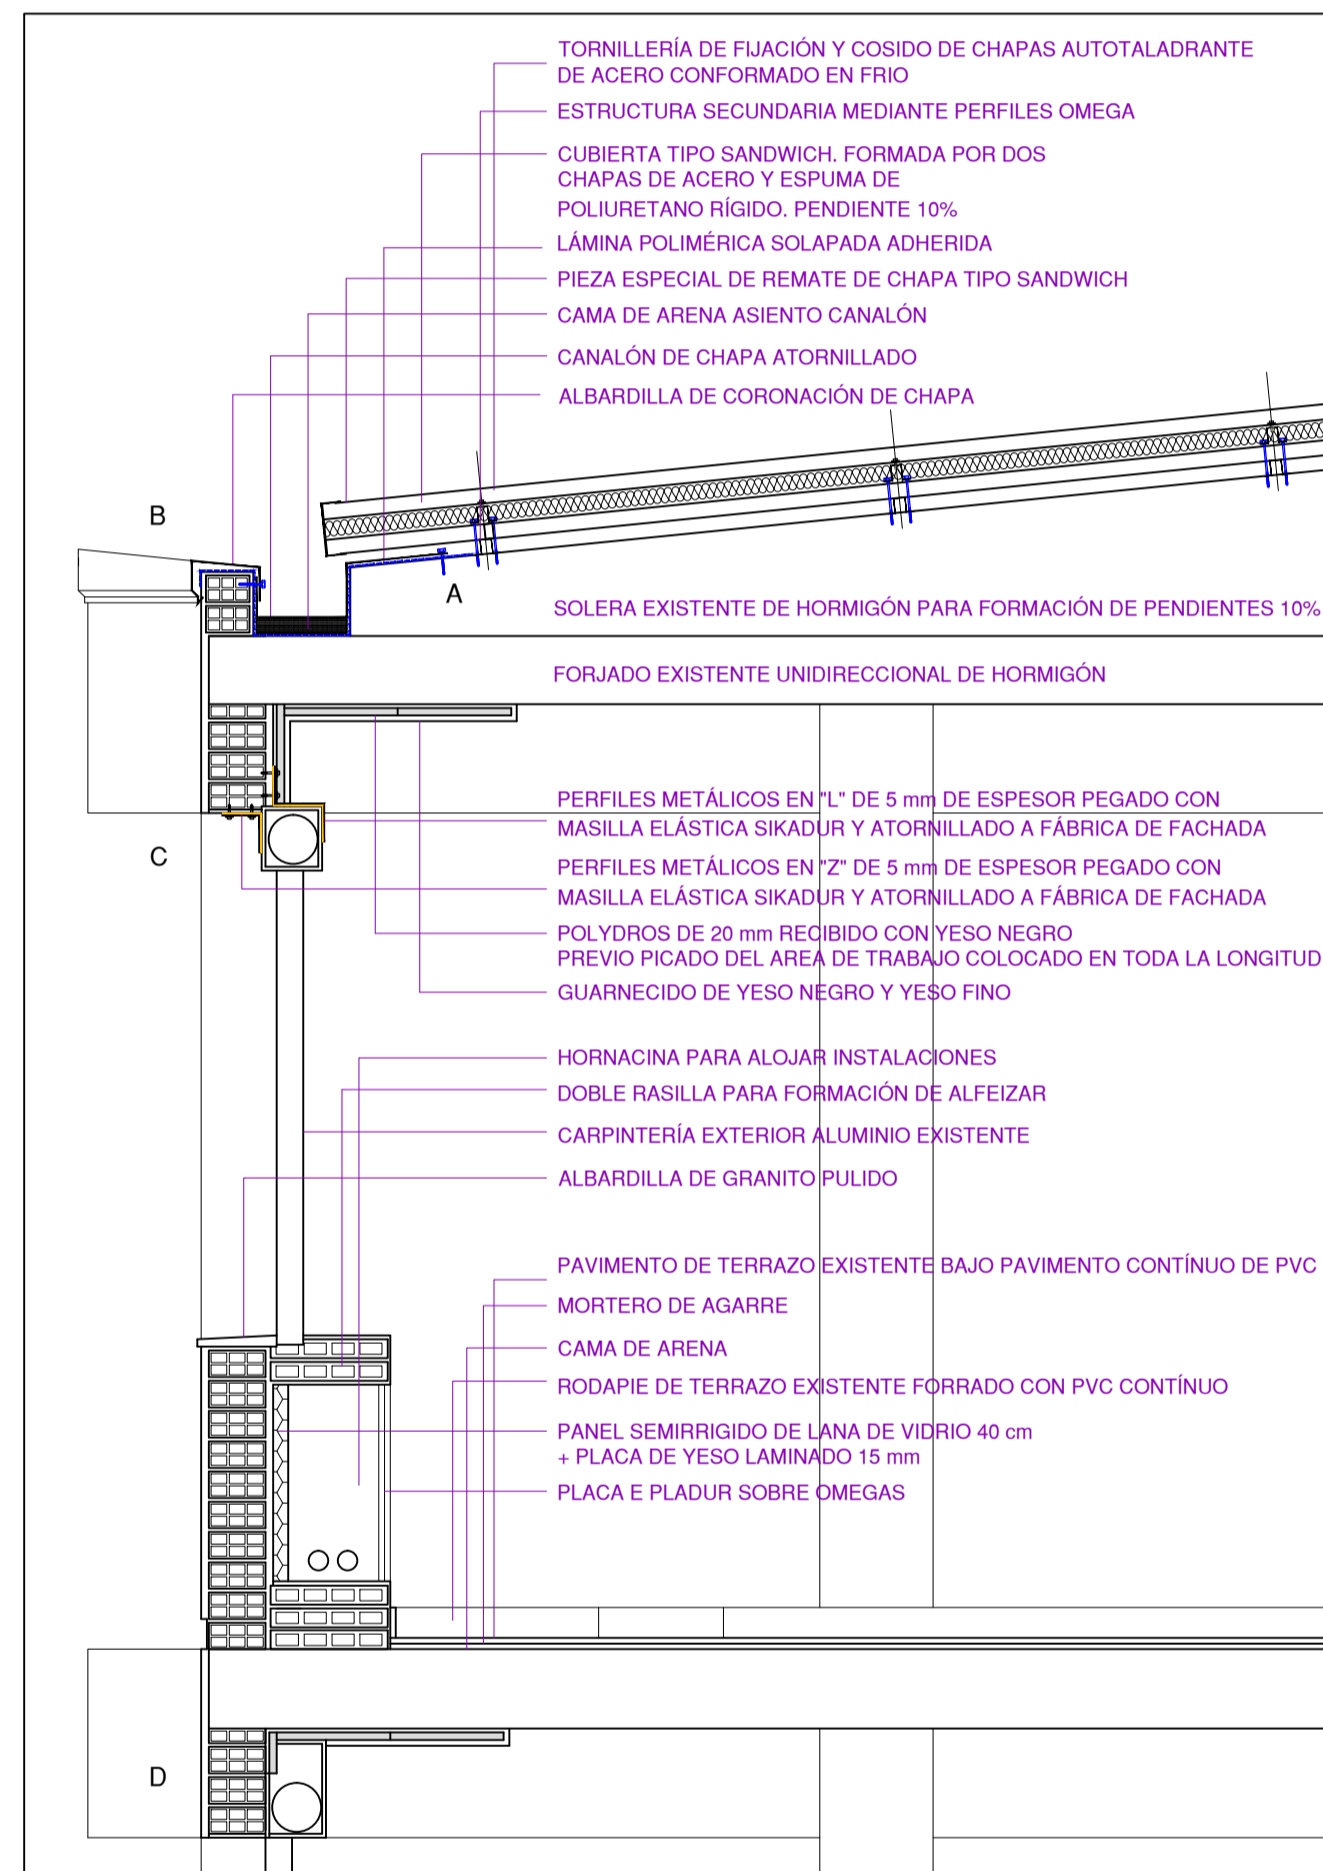 TORNILLERÍA DE FIJACIÓN Y COSIDO DE CHAPAS AUTOTALADRANTE
DE ACERO CONFORMADO EN FRIO
ESTRUCTURA SECUNDARIA MEDIANTE PERFILES OMEGA
CUBIERTA TIPO SANDWICH. FORMADA POR DOS
CHAPAS DE ACERO Y ESPUMA DE
POLIURETANO RÍGIDO. PENDIENTE 10%
LÁMINA POLIMÉRICA SOLAPADA ADHERIDA
PIEZA ESPECIAL DE REMATE DE CHAPA TIPO SANDWICH
CAMA DE ARENA ASIENTO CANALÓN
CANALÓN DE CHAPA ATORNILLADO
ALBARDILLA DE CORONACIÓN DE CHAPA
B
A
SOLERA EXISTENTE DE HORMIGÓN PARA FORMACIÓN DE PENDIENTES 10%
FORJADO EXISTENTE UNIDIRECCIONAL DE HORMIGÓN
PERFILES METÁLICOS EN "L" DE 5 mm DE ESPESOR PEGADO CON
MASILLA ELÁSTICA SIKADUR Y ATORNILLADO A FÁBRICA DE FACHADA
C
PERFILES METÁLICOS EN "Z" DE 5 mm DE ESPESOR PEGADO CON
MASILLA ELÁSTICA SIKADUR Y ATORNILLADO A FÁBRICA DE FACHADA
POLYDROS DE 20 mm RECIBIDO CON YESO NEGRO
PREVIO PICADO DEL AREA DE TRABAJO COLOCADO EN TODA LA LONGITUD
GUARNECIDO DE YESO NEGRO Y YESO FINO
HORNACINA PARA ALOJAR INSTALACIONES
DOBLE RASILLA PARA FORMACIÓN DE ALFEIZAR
CARPINTERÍA EXTERIOR ALUMINIO EXISTENTE
ALBARDILLA DE GRANITO PULIDO
PAVIMENTO DE TERRAZO EXISTENTE BAJO PAVIMENTO CONTÍNUO DE PVC
MORTERO DE AGARRE
CAMA DE ARENA
RODAPIE DE TERRAZO EXISTENTE FORRADO CON PVC CONTÍNUO
PANEL SEMIRRIGIDO DE LANA DE VIDRIO 40 cm
+ PLACA DE YESO LAMINADO 15 mm
PLACA E PLADUR SOBRE OMEGAS
D